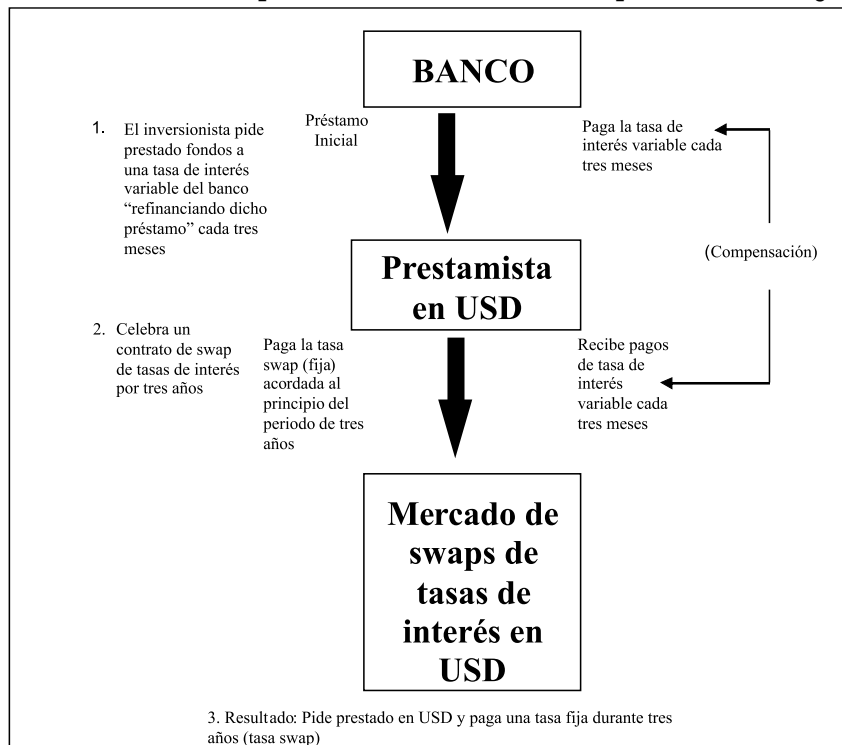 BANCO
1. El inversionista pide
prestado fondos a
una tasa de interés
variable del banco
“refinanciando dicho
préstamo” cada tres
meses
Préstamo
Inicial
Paga la tasa de
interés variable cada
tres meses
(Compensación)
Prestamista
en USD
2. Celebra un
contrato de swap
de tasas de interés
por tres años
Paga la tasa
swap (fija)
acordada al
principio del
periodo de tres
años
Recibe pagos
de tasa de
interés
variable cada
tres meses
Mercado de
swaps de
tasas de
interés en
USD
3. Resultado: Pide prestado en USD y paga una tasa fija durante tres
años (tasa swap)